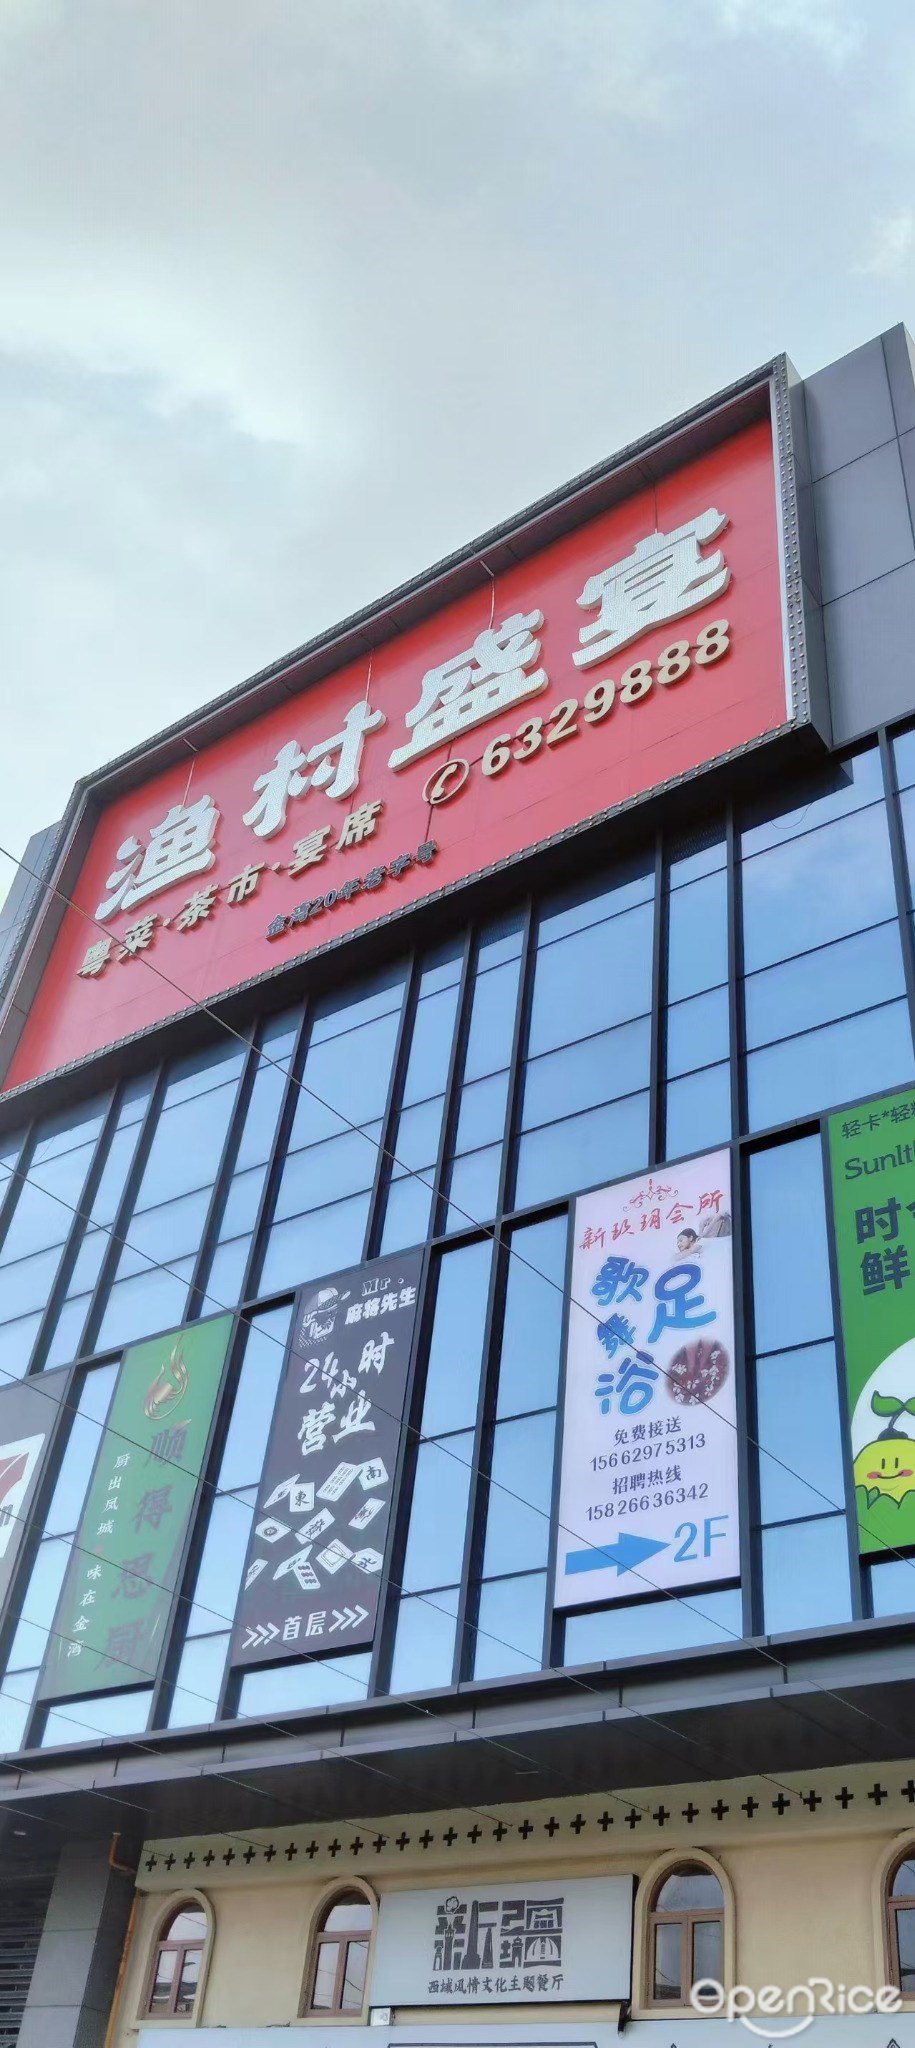 渔村盛宴
粤菜·茶市·宴席
6329888
金湾20年老字号
顺得忍厨
厨出凤城 味在金湾
Mr.
麻将先生
24小时
营业
東
南
>>>首层>>>
新玖玥会所
足
歌舞
浴
免费接送
15662975313
招聘热线
15826636342
2F
轻卡*轻
时
鲜
新疆
西域风情文化主题餐厅
OpenRice